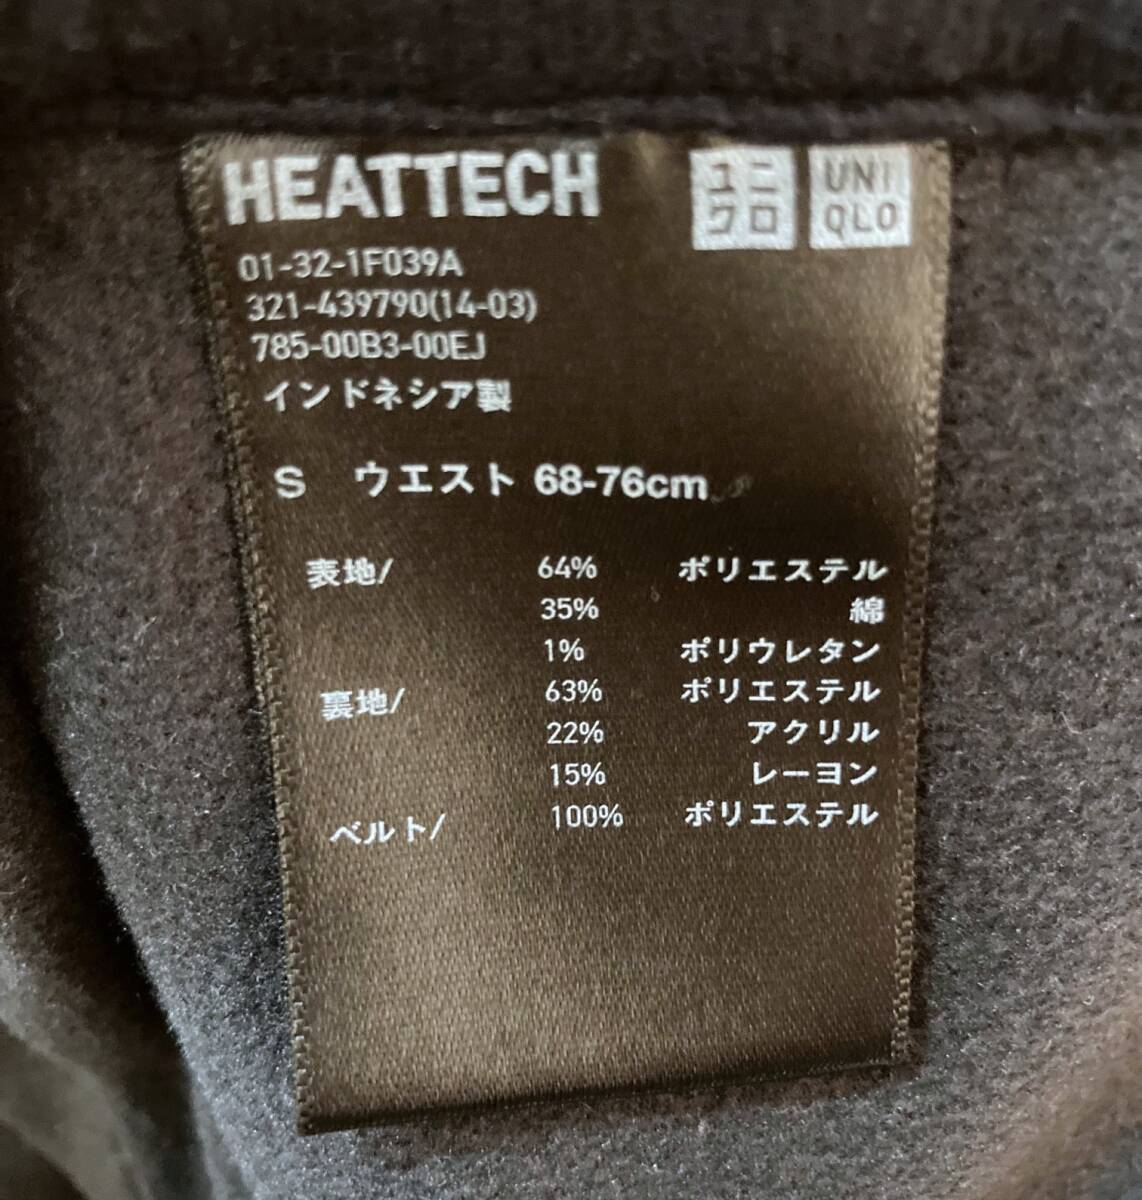 HEATTECH
ユニクロ
UNIQLO
01-32-1F039A
321-439790(14-03)
785-00B3-00EJ
インドネシア製
S ウエスト 68-76cm
表地/ 64% ポリエステル
35% 綿
1% ポリウレタン
裏地/ 63% ポリエステル
22% アクリル
15% レーヨン
ベルト/ 100% ポリエステル